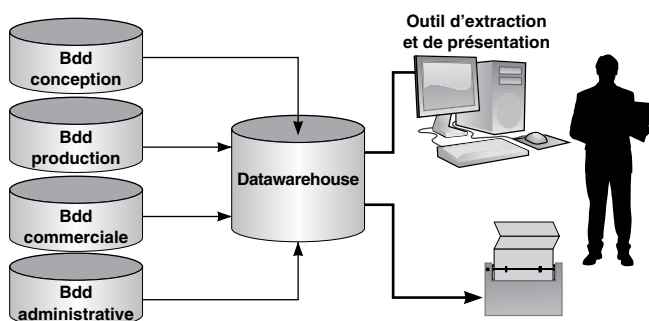 Outil d'extraction
et de présentation
Bdd
conception
Bdd
production
Datawarehouse
Bdd
commerciale
Bdd
administrative